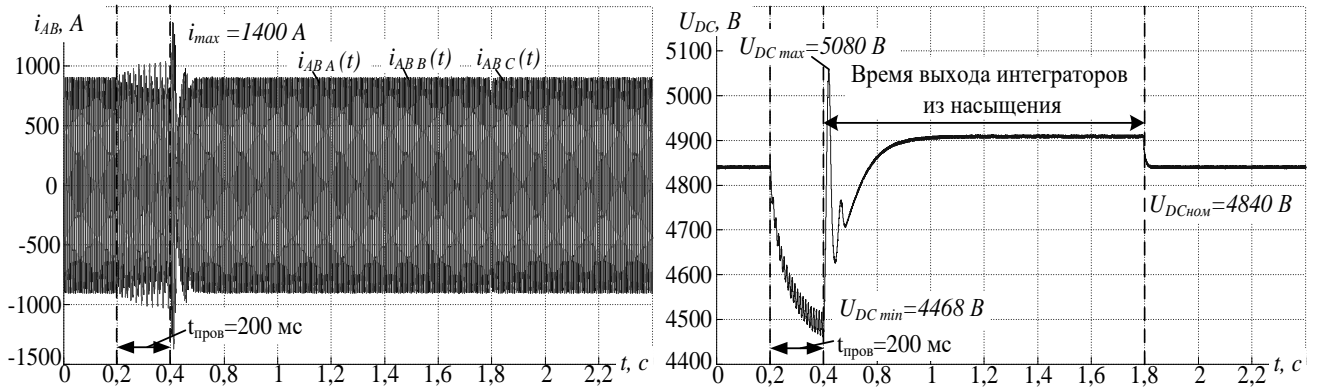 i_AB, А
i_max =1400 А
i_AB A(t)
i_AB B(t)
i_AB C(t)
1000
500
0
-500
-1000
-1500
t_пров=200 мс
0 0,2 0,4 0,8 1 1,2 1,4 1,6 1,8 2 2,2 t, с
U_DC, В
U_DC max=5080 В
Время выхода интеграторов
из насыщения
5100
5000
4900
4800
4700
4600
4500
4400
U_DCном=4840 В
U_DC min=4468 В
t_пров=200 мс
0 0,2 0,4 0,8 1 1,2 1,4 1,6 1,8 2 2,2 t, с